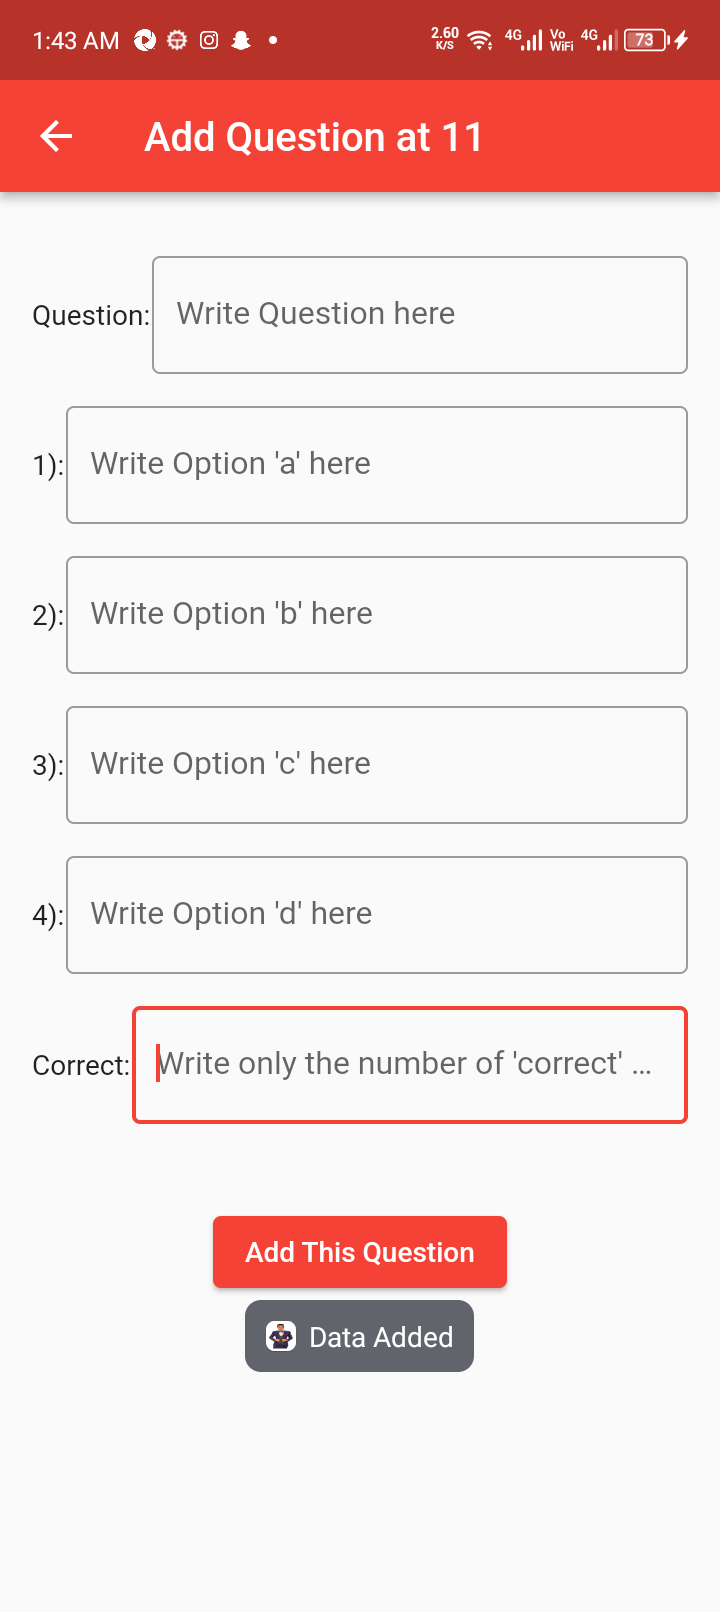 1:43 AM 2.60 K/S 4G Vo WiFi 4G 73
Add Question at 11
Question: Write Question here
1): Write Option 'a' here
2): Write Option 'b' here
3): Write Option 'c' here
4): Write Option 'd' here
Correct: Write only the number of 'correct' ...
Add This Question
Data Added